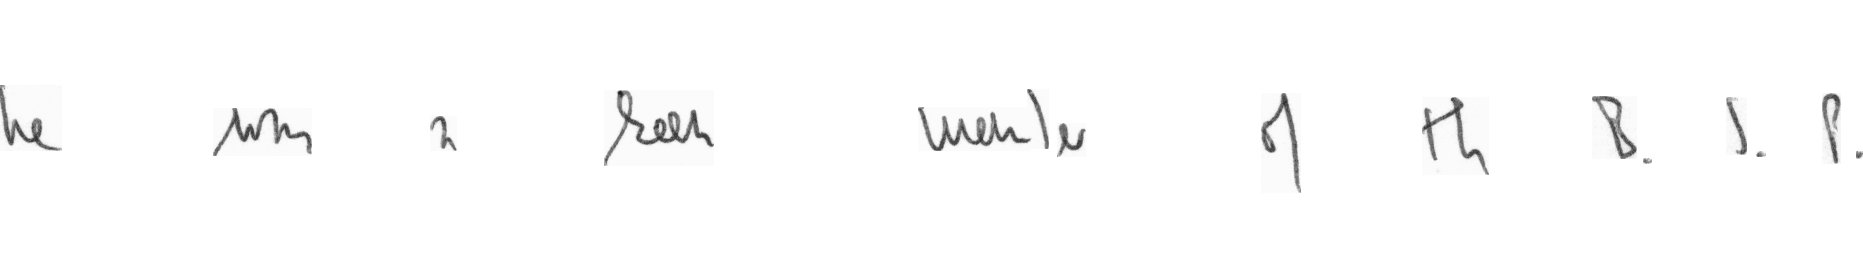 he was a keen member of the B. J. P.